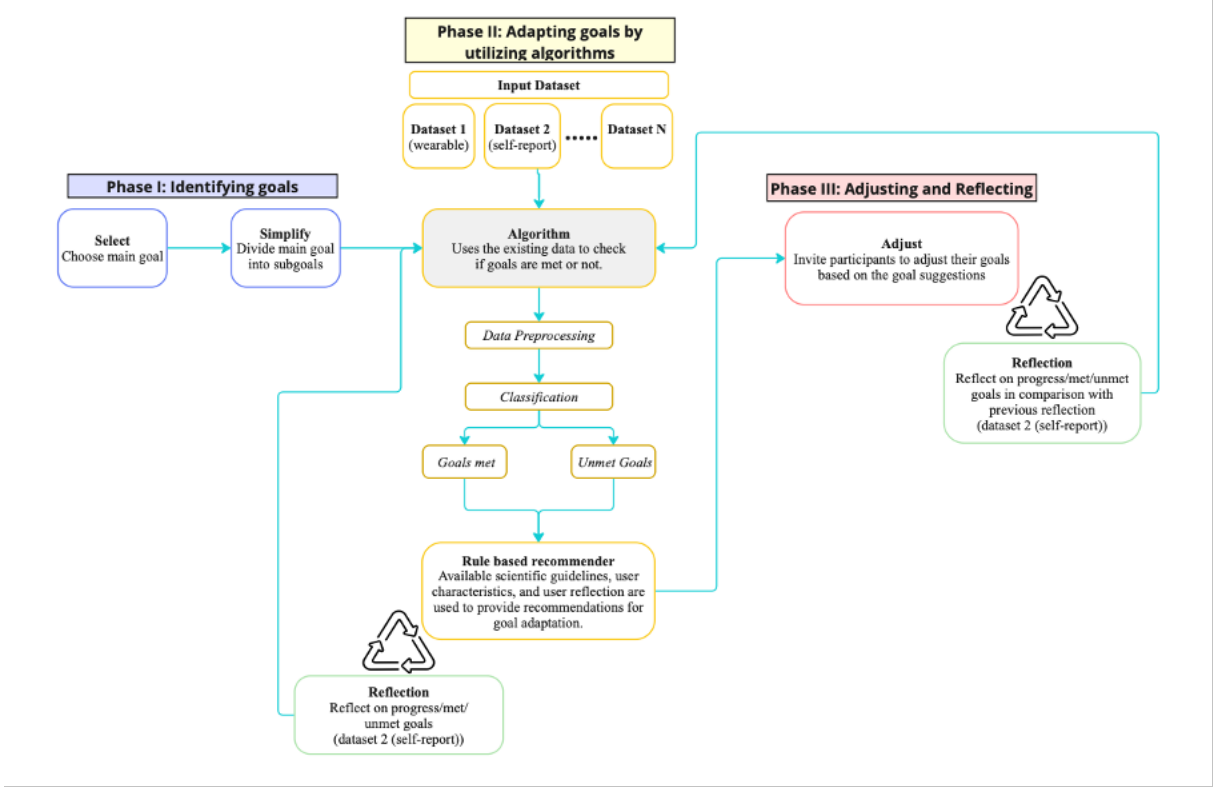 Phase I: Identifying goals
Select
Choose main goal
Simplify
Divide main goal
into subgoals
Phase II: Adapting goals by
utilizing algorithms
Input Dataset
Dataset 1
(wearable)
Dataset 2
(self-report)
.....
Dataset N
Algorithm
Uses the existing data to check
if goals are met or not.
Data Preprocessing
Classification
Goals met
Unmet Goals
Rule based recommender
Available scientific guidelines, user
characteristics, and user reflection are
used to provide recommendations for
goal adaptation.
Reflection
Reflect on progress/met/
unmet goals
(dataset 2 (self-report))
Phase III: Adjusting and Reflecting
Adjust
Invite participants to adjust their goals
based on the goal suggestions
Reflection
Reflect on progress/met/unmet
goals in comparison with
previous reflection
(dataset 2 (self-report))